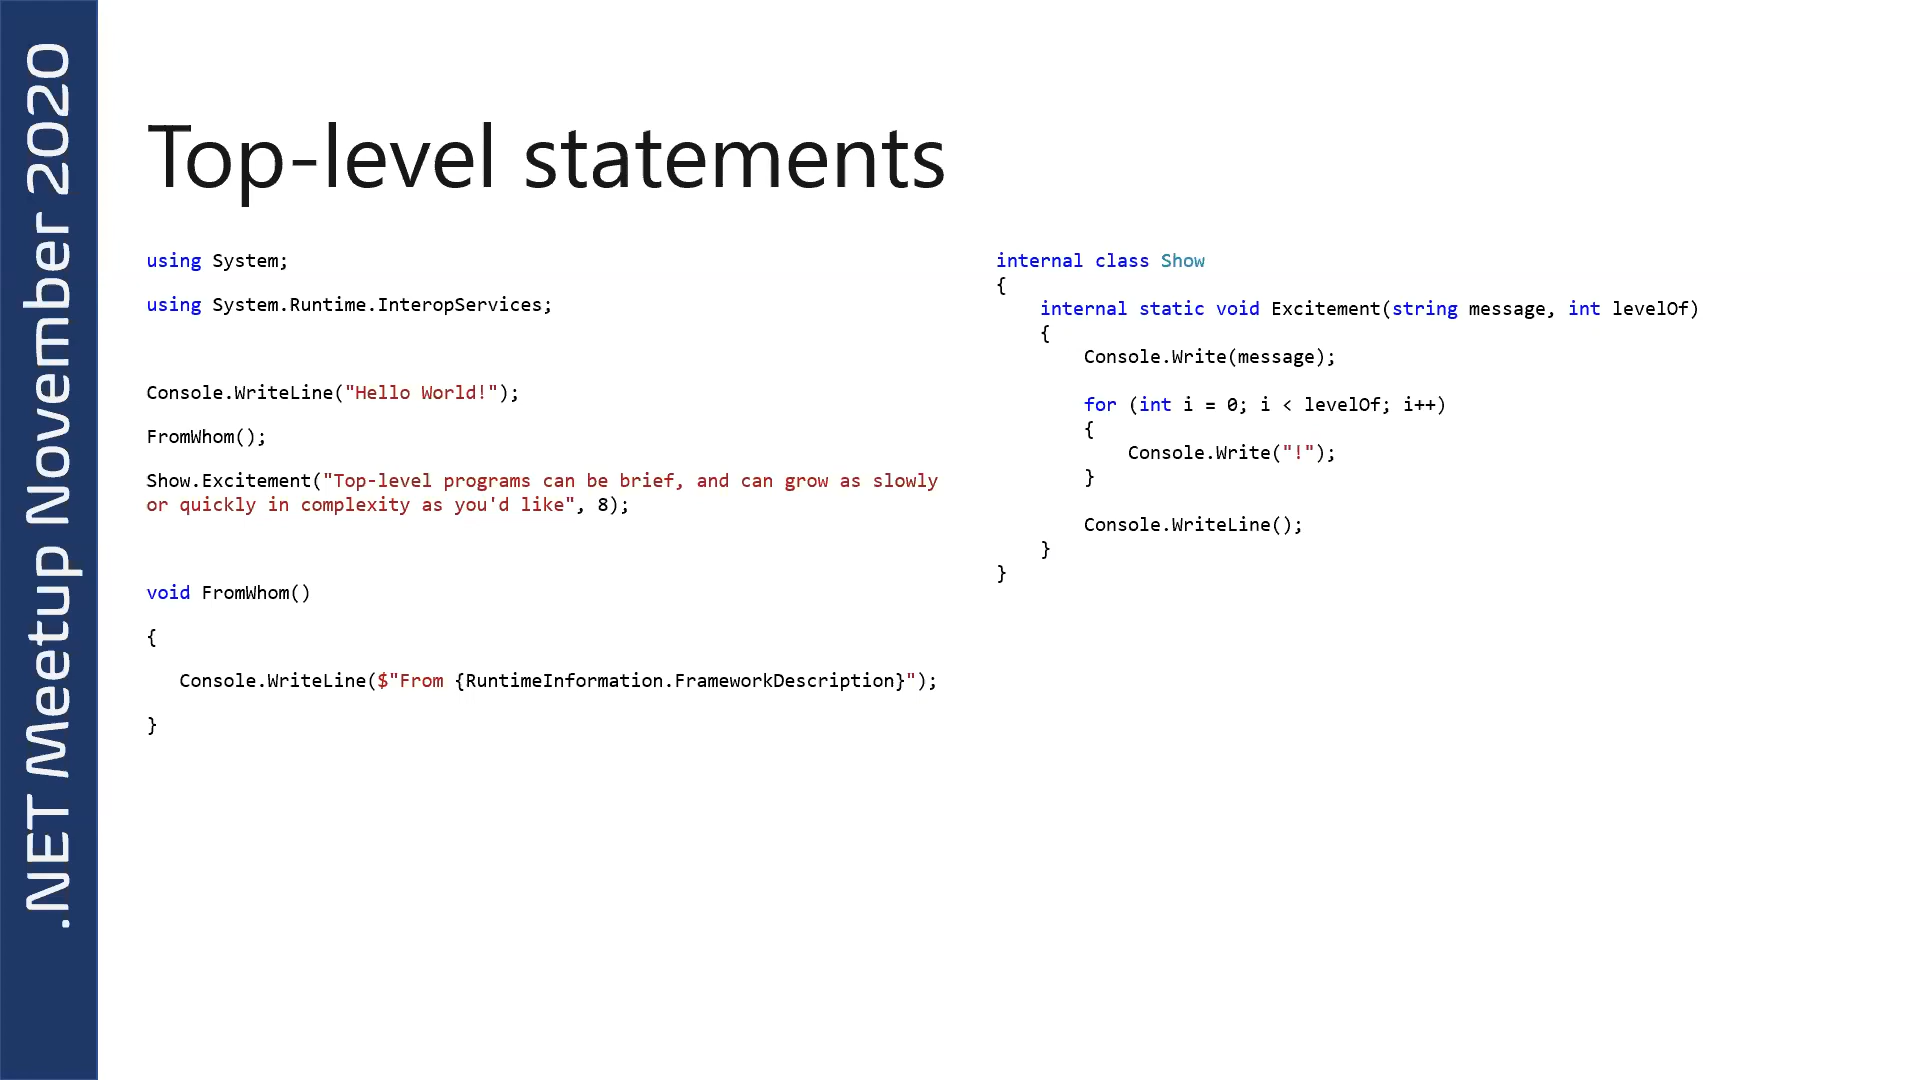 .NET Meetup November 2020
Top-level statements
using System;
using System.Runtime.InteropServices;
Console.WriteLine("Hello World!");
FromWhom();
Show.Excitement("Top-level programs can be brief, and can grow as slowly
or quickly in complexity as you'd like", 8);
void FromWhom()
{
Console.WriteLine($"From {RuntimeInformation.FrameworkDescription}");
}
internal class Show
{
internal static void Excitement(string message, int levelOf)
{
Console.Write(message);
for (int i = 0; i < levelOf; i++)
{
Console.Write("!");
}
Console.WriteLine();
}
}